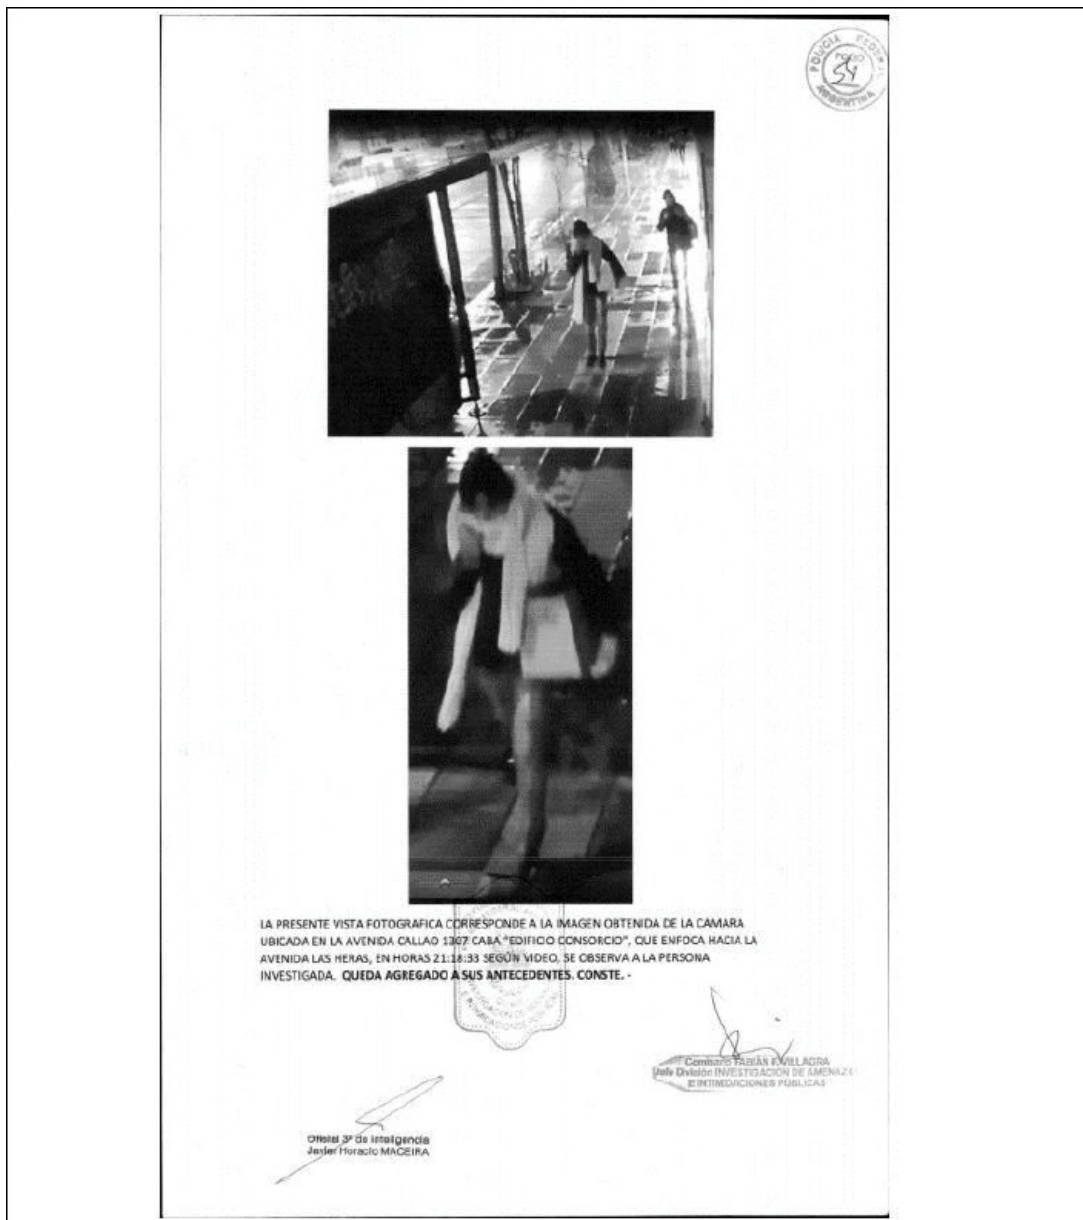 POLICIA FEDERAL
FOLIO
54
ARGENTINA
LA PRESENTE VISTA FOTOGRAFICA CORRESPONDE A LA IMAGEN OBTENIDA DE LA CAMARA
UBICADA EN LA AVENIDA CALLAO 1307 CABA "EDIFICIO CONSORCIO", QUE ENFOCA HACIA LA
AVENIDA LAS HERAS, EN HORAS 21:18:33 SEGÚN VIDEO, SE OBSERVA A LA PERSONA
INVESTIGADA. QUEDA AGREGADO A SUS ANTECEDENTES. CONSTE. -
Comisario FABIÁN VILLAGRA
Jefe División INVESTIGACIÓN DE AMENAZAS
E INTIMIDACIONES PÚBLICAS
Oficial 3º de Inteligencia
Javier Horacio MACEIRA